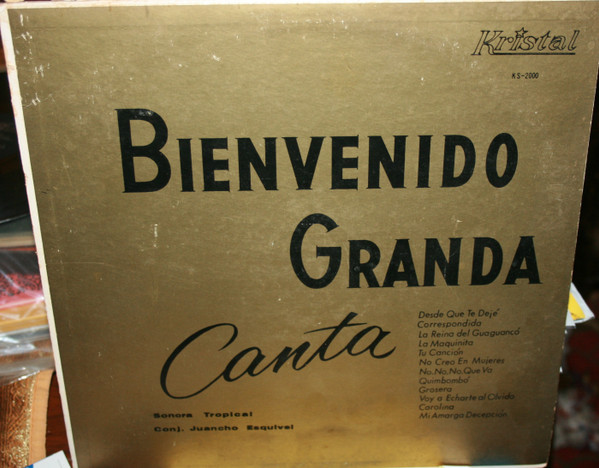 Kristal
KS-2000
BIENVENIDO
GRANDA
Canta
Desde Que Te Dejé
Correspondida
La Reina del Guaguancó
La Maquinita
Tu Canción
No Creo En Mujeres
No, No, No, Que Va
Quimbombó
Grosera
Voy a Echarte al Olvido
Carolina
Mi Amarga Decepción
Sonora Tropical
Conj. Juancho Esquivel